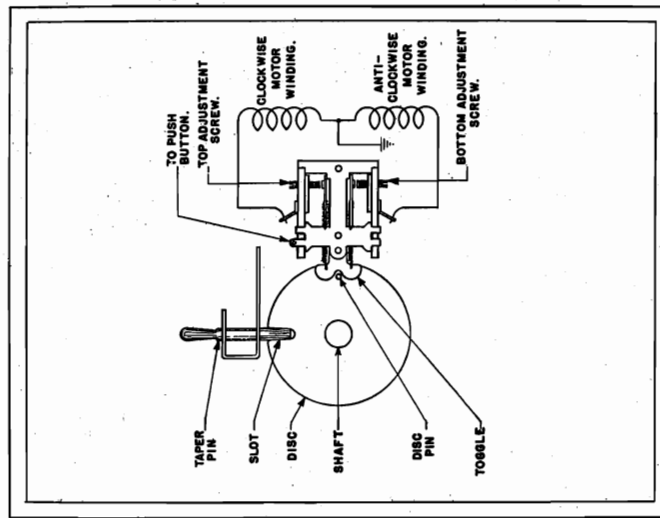 TO PUSH
BUTTON.
TOP ADJUSTMENT
SCREW.
CLOCKWISE
MOTOR
WINDING.
ANTI-
CLOCKWISE
MOTOR
WINDING.
BOTTOM ADJUSTMENT
SCREW.
TAPER
PIN
SLOT
DISC
SHAFT
DISC
PIN
TOGGLE